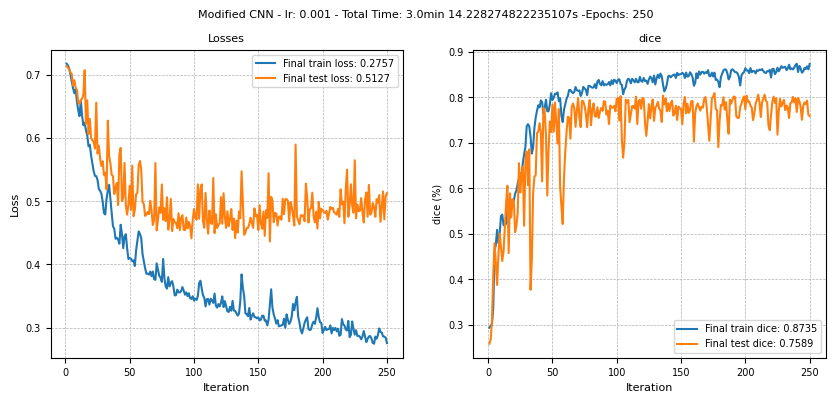 Modified CNN - lr: 0.001 - Total Time: 3.0min 14.228274822235107s -Epochs: 250
Losses
Final train loss: 0.2757
Final test loss: 0.5127
0.7
0.6
0.5
0.4
0.3
Loss
0
50
100
150
200
250
Iteration
dice
0.9
0.8
0.7
0.6
0.5
0.4
0.3
dice (%)
Final train dice: 0.8735
Final test dice: 0.7589
0
50
100
150
200
250
Iteration